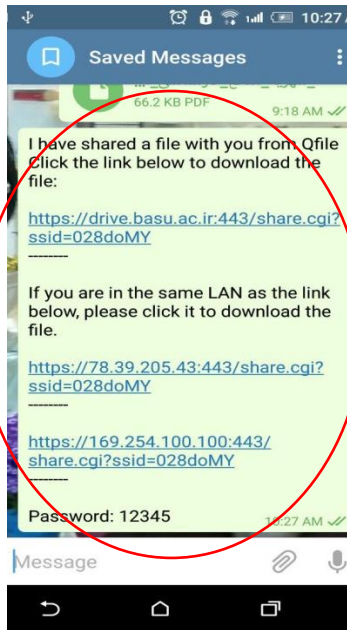 10:27
Saved Messages
66.2 KB PDF
9:18 AM
I have shared a file with you from Qfile
Click the link below to download the
file:
https://drive.basu.ac.ir:443/share.cgi?
ssid=028doMY
--------
If you are in the same LAN as the link
below, please click it to download the
file.
https://78.39.205.43:443/share.cgi?
ssid=028doMY
--------
https://169.254.100.100:443/
share.cgi?ssid=028doMY
--------
Password: 12345
10:27 AM
Message